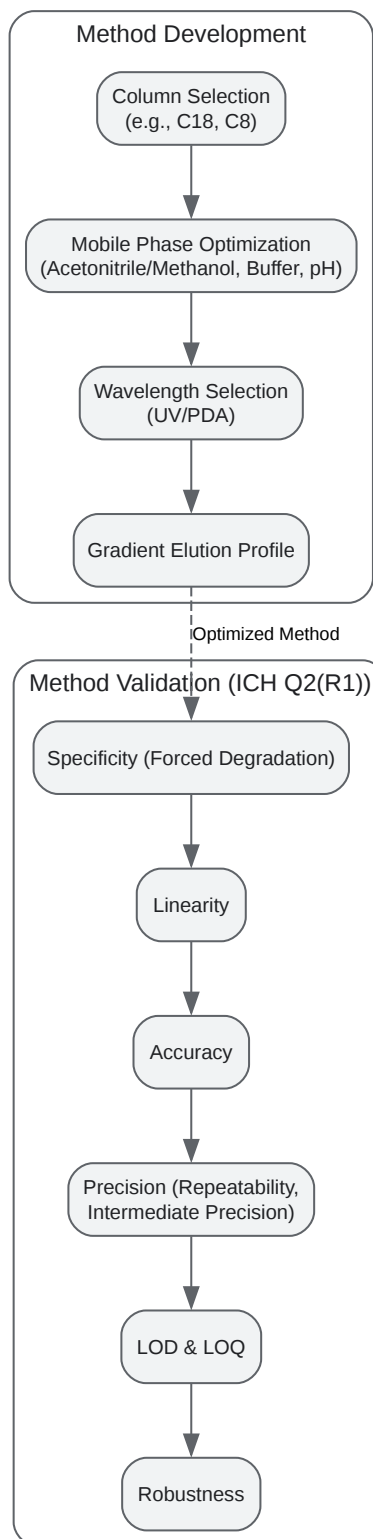 Method Development
Column Selection
(e.g., C18, C8)
Mobile Phase Optimization
(Acetonitrile/Methanol, Buffer, pH)
Wavelength Selection
(UV/PDA)
Gradient Elution Profile
Optimized Method
Method Validation (ICH Q2(R1))
Specificity (Forced Degradation)
Linearity
Accuracy
Precision (Repeatability,
Intermediate Precision)
LOD & LOQ
Robustness